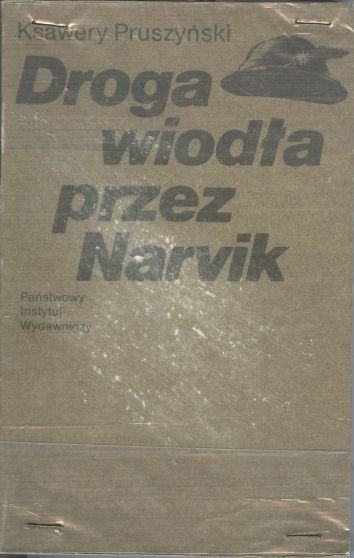 Ksawery Pruszyński
Droga
wiodła
przez
Narvik
Państwowy
Instytut
Wydawniczy